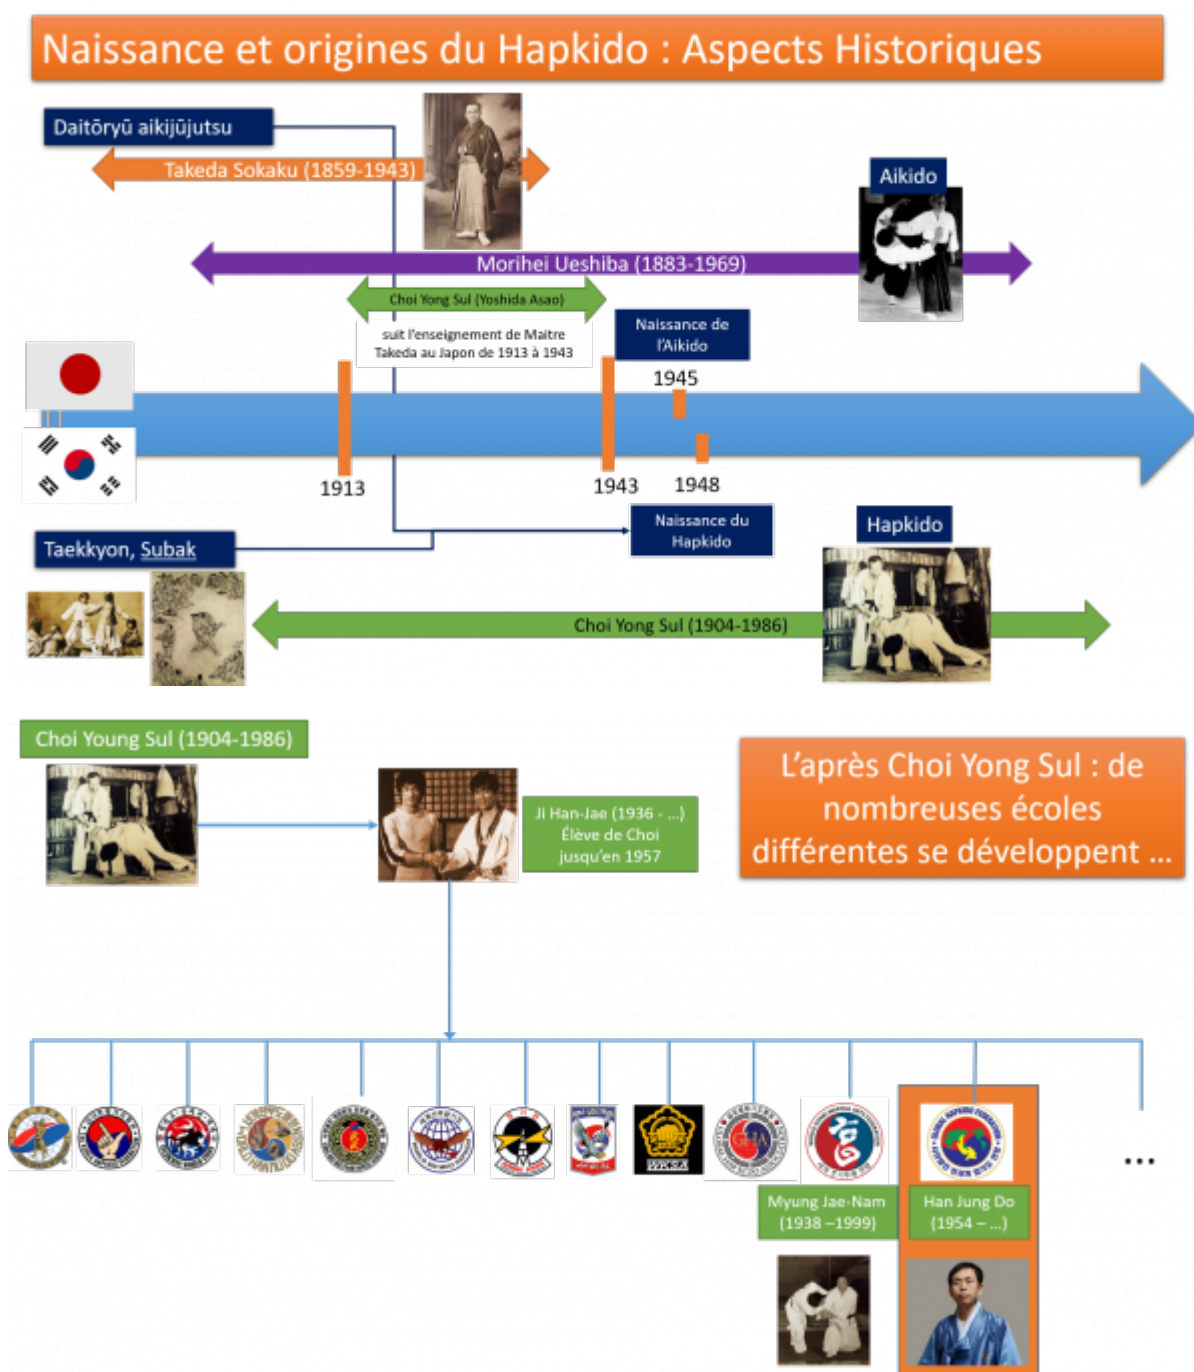 Naissance et origines du Hapkido : Aspects Historiques
Daitōryū aikijūjutsu
Takeda Sokaku (1859-1943)
Aikido
Morihei Ueshiba (1883-1969)
Choi Yong Sul (Yoshida Asao)
suit l'enseignement de Maitre
Takeda au Japon de 1913 à 1943
Naissance de
l'Aikido
1945
1913
1943
1948
Taekkyon, Subak
Naissance du
Hapkido
Hapkido
Choi Yong Sul (1904-1986)
Choi Young Sul (1904-1986)
Ji Han-Jae (1936 - ...)
Élève de Choi
jusqu'en 1957
L'après Choi Yong Sul : de
nombreuses écoles
différentes se développent ...
WKSA
GHA
...
Myung Jae-Nam
(1938 –1999)
Han Jung Do
(1954 – ...)